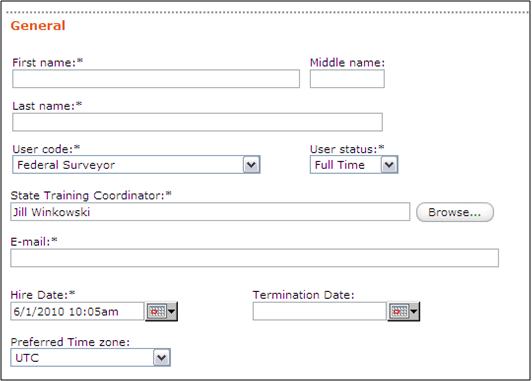 General
First name:* Middle name:
Last name:*
User code:* User status:*
Federal Surveyor Full Time
State Training Coordinator:*
Jill Winkowski Browse...
E-mail:*
Hire Date:* Termination Date:
6/1/2010 10:05am
Preferred Time zone:
UTC